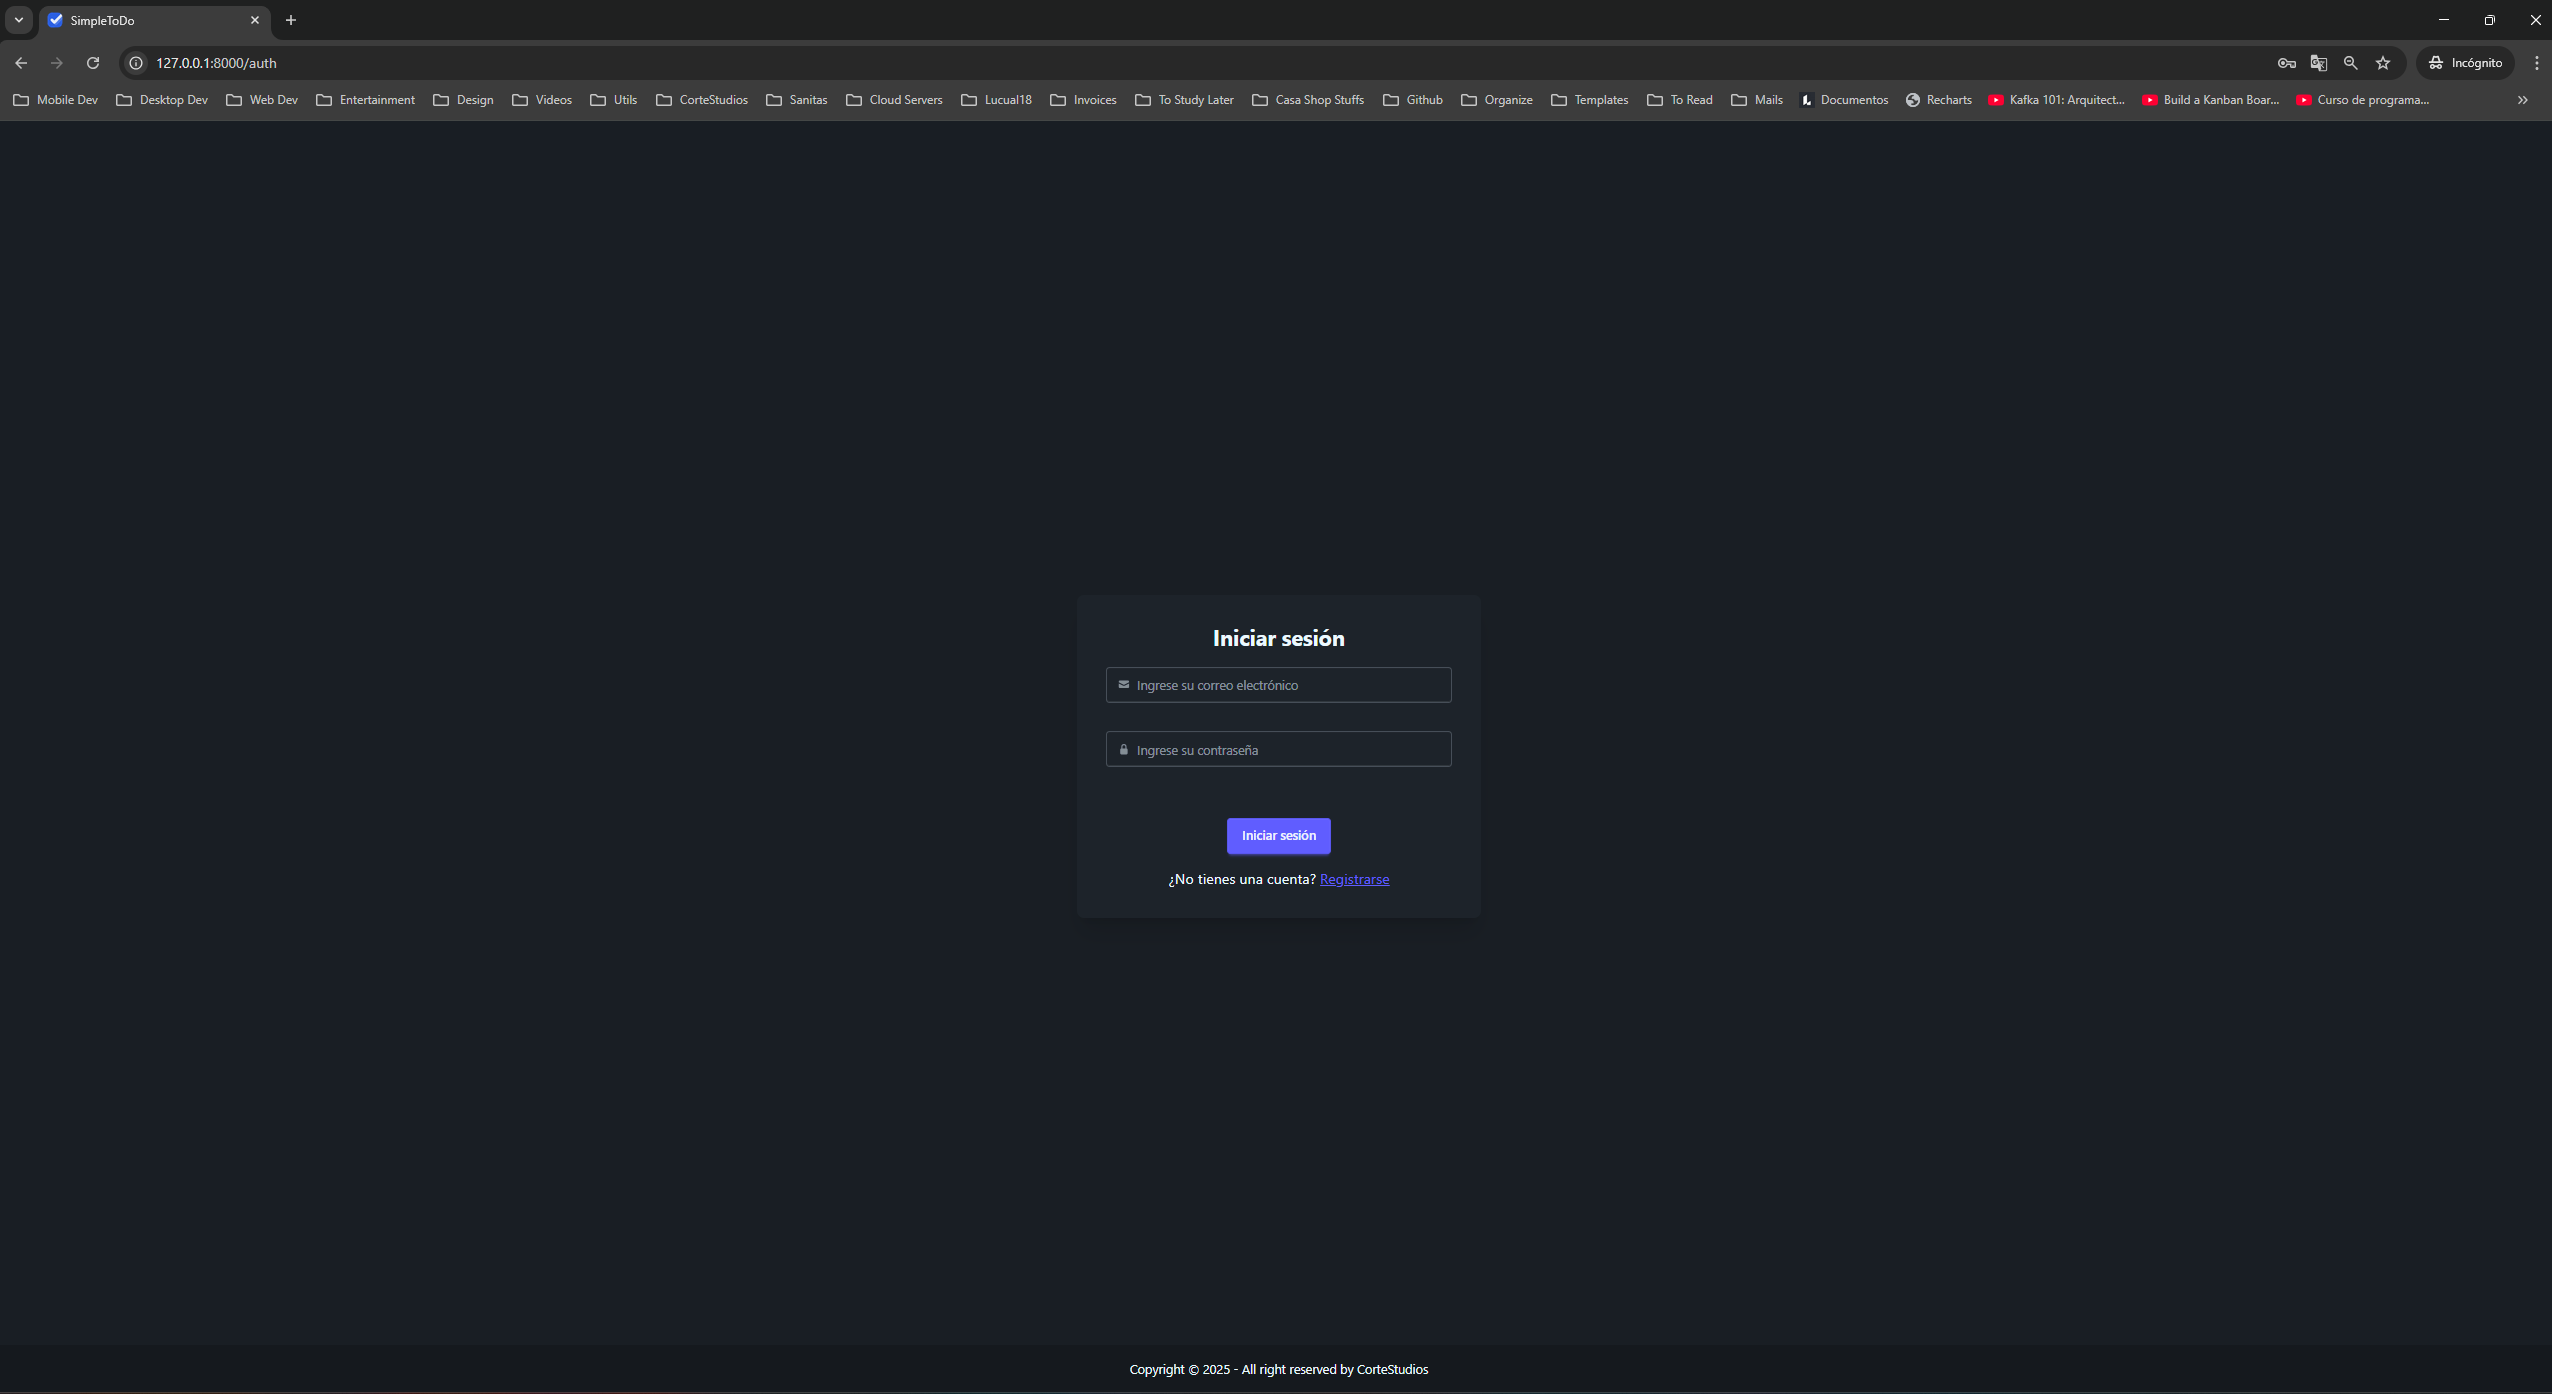 SimpleToDo
127.0.0.1:8000/auth
Incógnito
Mobile Dev Desktop Dev Web Dev Entertainment Design Videos Utils CorteStudios Sanitas Cloud Servers Lucual18 Invoices To Study Later Casa Shop Stuffs Github Organize Templates To Read Mails Documentos Recharts Kafka 101: Arquitect... Build a Kanban Boar... Curso de programa...
Iniciar sesión
Ingrese su correo electrónico
Ingrese su contraseña
Iniciar sesión
¿No tienes una cuenta? Registrarse
Copyright © 2025 - All right reserved by CorteStudios